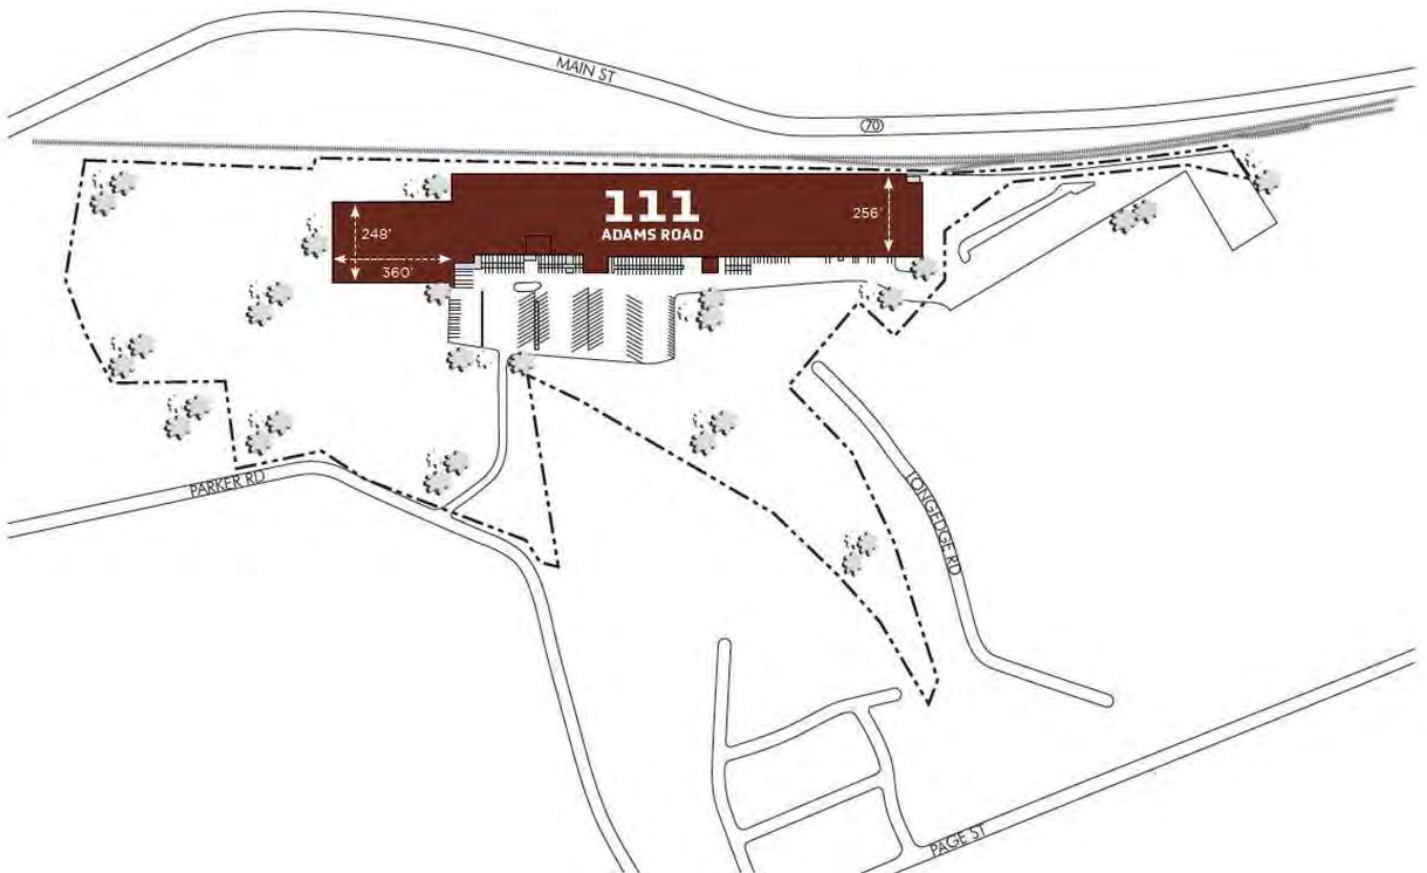 MAIN ST
70
111
ADAMS ROAD
256'
248'
360'
PARKER RD
LONGEDGE RD
PAGE ST